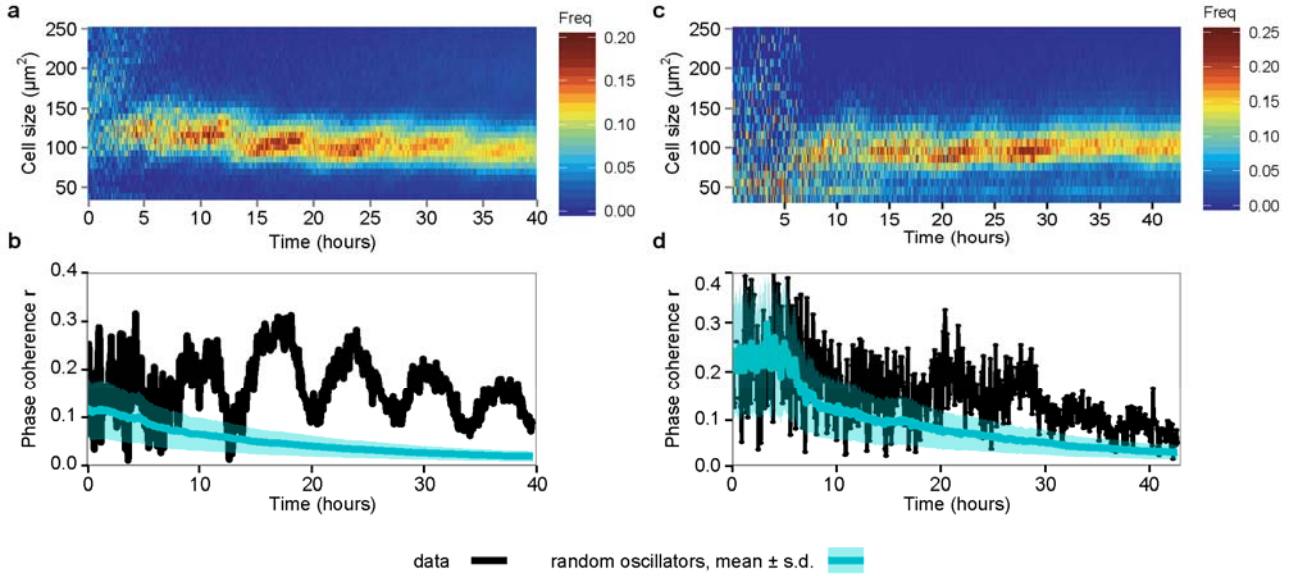 a
Freq
250
200
150
100
50
Cell size (µm²)
0.20
0.15
0.10
0.05
0.00
0 5 10 15 20 25 30 35 40
Time (hours)
c
Freq
250
200
150
100
50
Cell size (µm²)
0.25
0.20
0.15
0.10
0.05
0.00
5 10 15 20 25 30 35 40
Time (hours)
b
0.4
0.3
0.2
0.1
0.0
Phase coherence r
0 10 20 30 40
Time (hours)
d
0.4
0.3
0.2
0.1
0.0
Phase coherence r
0 10 20 30 40
Time (hours)
data
random oscillators, mean ± s.d.